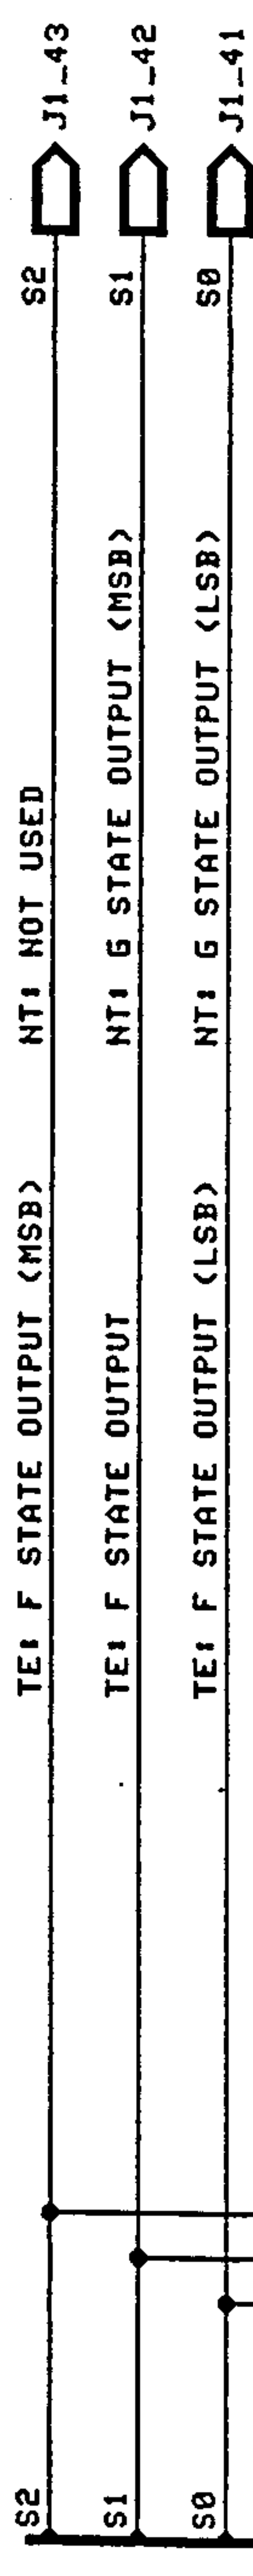 S2 TE: F STATE OUTPUT (MSB) NT: NOT USED S2 J1_43
S1 TE: F STATE OUTPUT NT: G STATE OUTPUT (MSB) S1 J1_42
S0 TE: F STATE OUTPUT (LSB) NT: G STATE OUTPUT (LSB) S0 J1_41